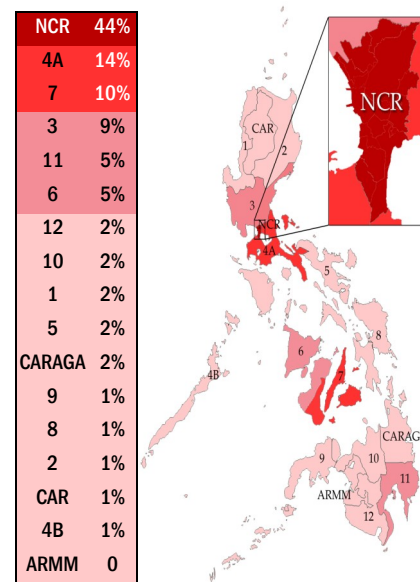 NCR 44%
4A 14%
7 10%
3 9%
11 5%
6 5%
12 2%
10 2%
1 2%
5 2%
CARAGA 2%
9 1%
8 1%
2 1%
CAR 1%
4B 1%
ARMM 0
NCR
CAR
1
2
3
NCR
4A
5
6
7
8
4B
CARAG
9
10
11
ARMM
12